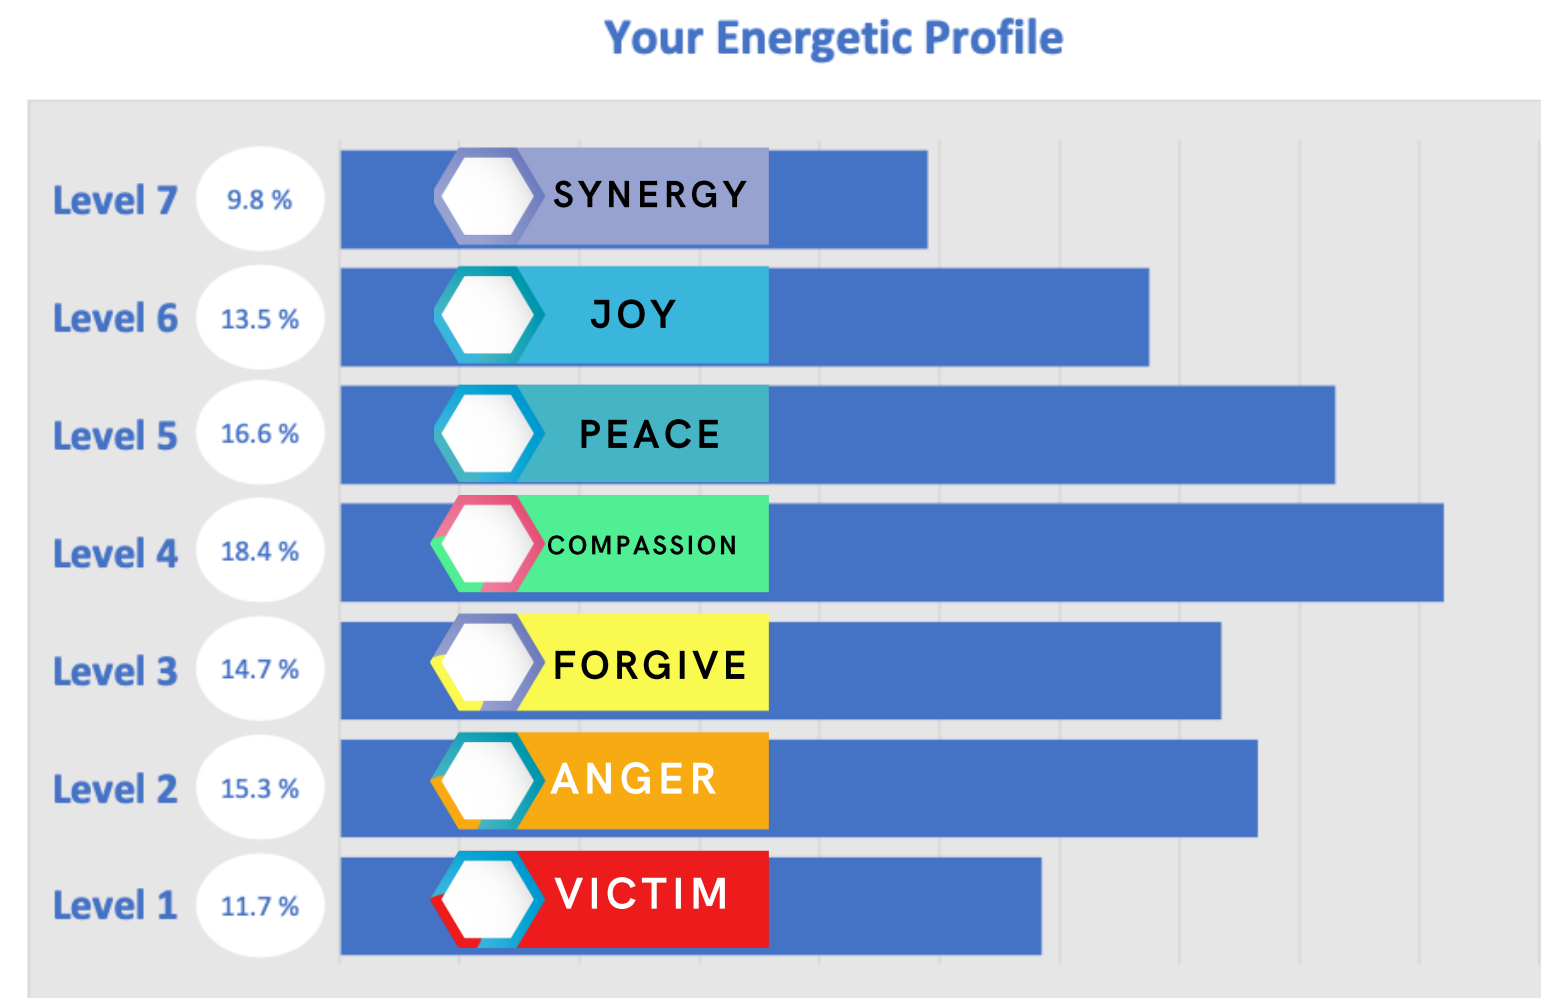 Your Energetic Profile
Level 7 9.8 % SYNERGY
Level 6 13.5 % JOY
Level 5 16.6 % PEACE
Level 4 18.4 % COMPASSION
Level 3 14.7 % FORGIVE
Level 2 15.3 % ANGER
Level 1 11.7 % VICTIM